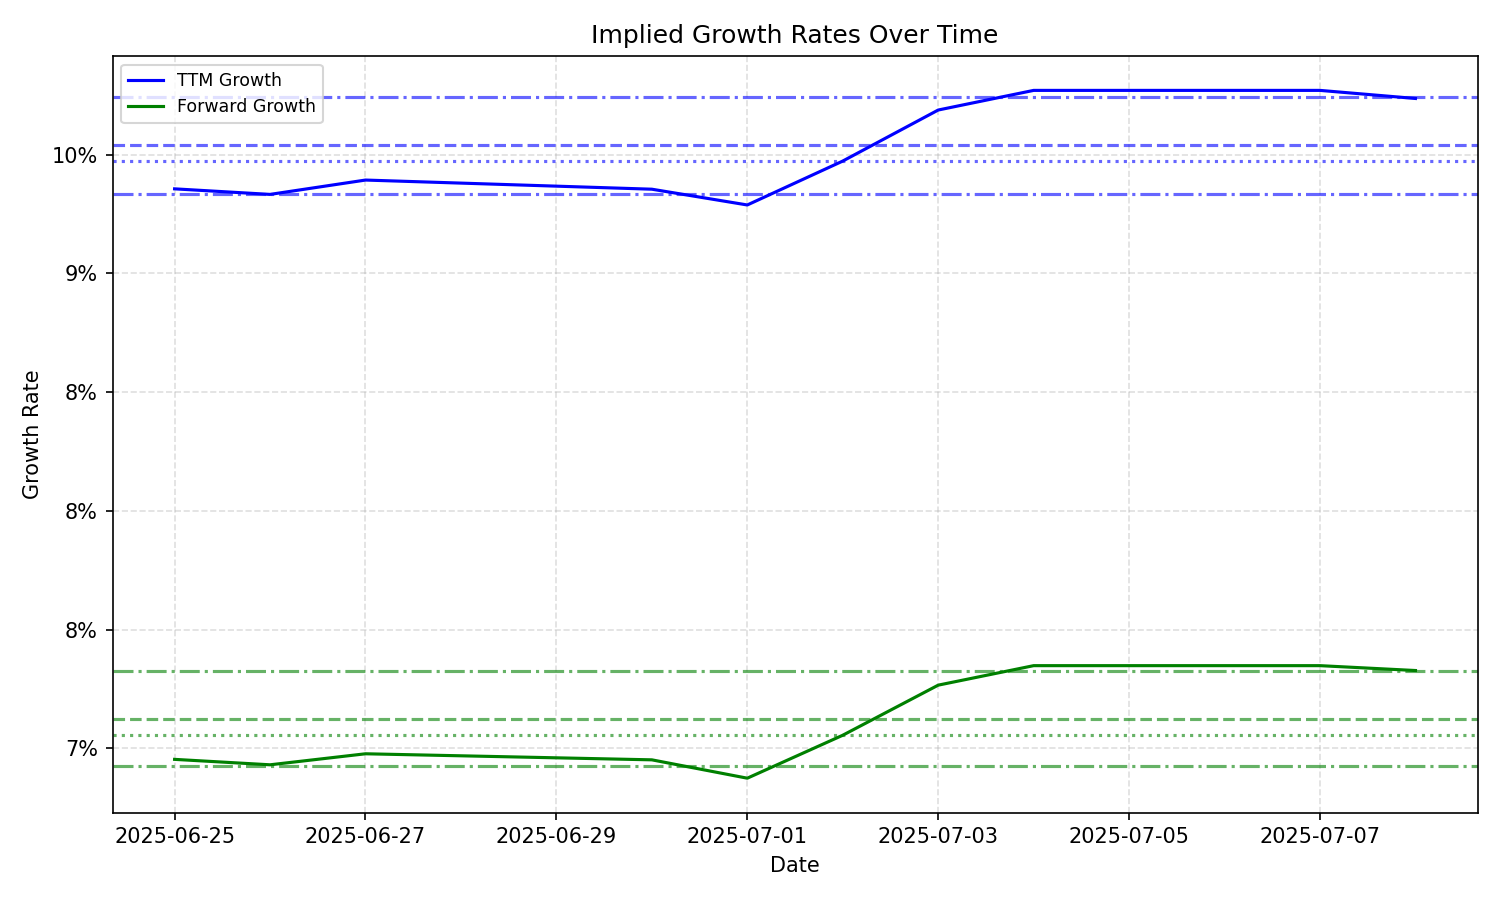 Implied Growth Rates Over Time
TTM Growth
Forward Growth
10%
9%
8%
8%
8%
7%
Growth Rate
2025-06-25
2025-06-27
2025-06-29
2025-07-01
2025-07-03
2025-07-05
2025-07-07
Date